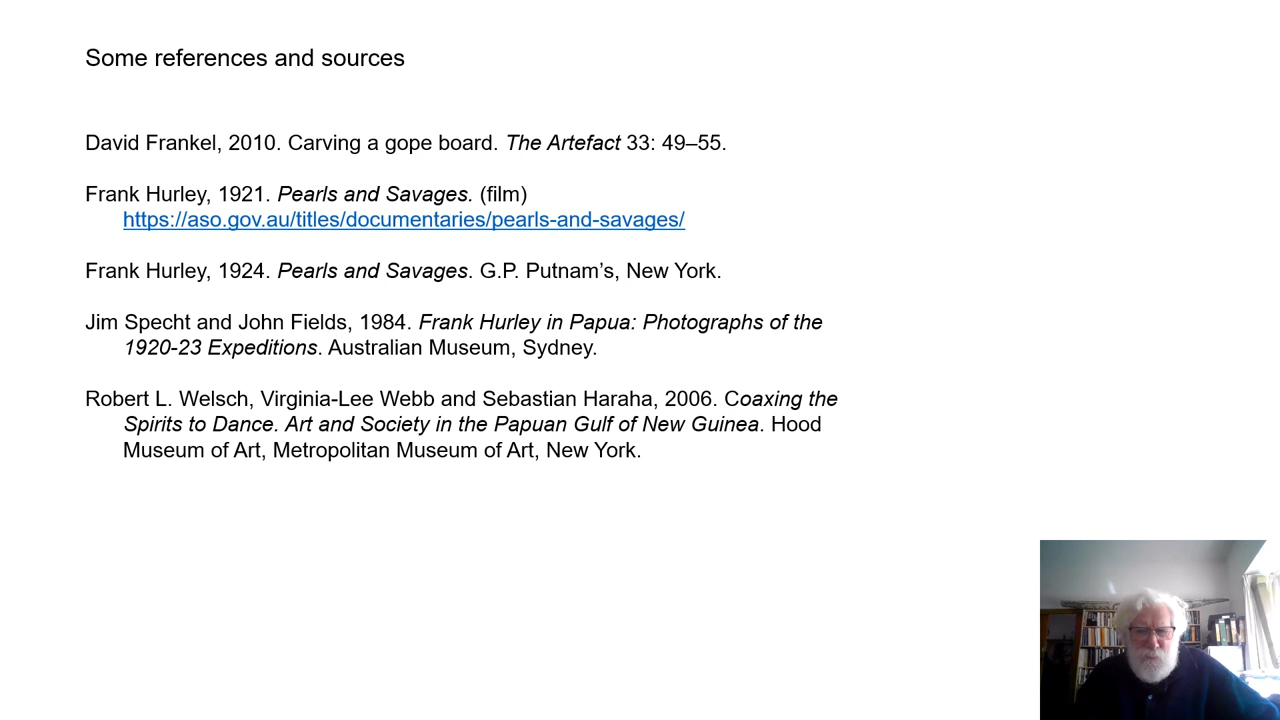 Some references and sources
David Frankel, 2010. Carving a gope board. The Artefact 33: 49–55.
Frank Hurley, 1921. Pearls and Savages. (film)
https://aso.gov.au/titles/documentaries/pearls-and-savages/
Frank Hurley, 1924. Pearls and Savages. G.P. Putnam’s, New York.
Jim Specht and John Fields, 1984. Frank Hurley in Papua: Photographs of the
1920-23 Expeditions. Australian Museum, Sydney.
Robert L. Welsch, Virginia-Lee Webb and Sebastian Haraha, 2006. Coaxing the
Spirits to Dance. Art and Society in the Papuan Gulf of New Guinea. Hood
Museum of Art, Metropolitan Museum of Art, New York.